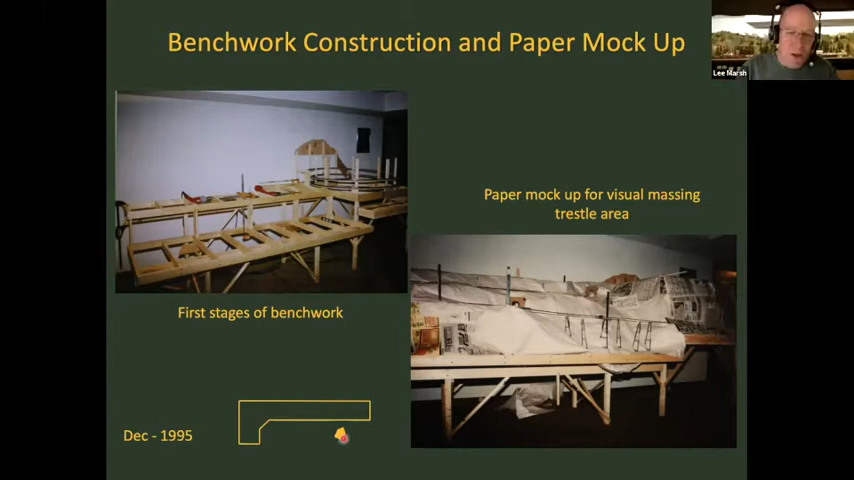 Benchwork Construction and Paper Mock Up
Lee Marsh
Paper mock up for visual massing
trestle area
First stages of benchwork
Dec - 1995